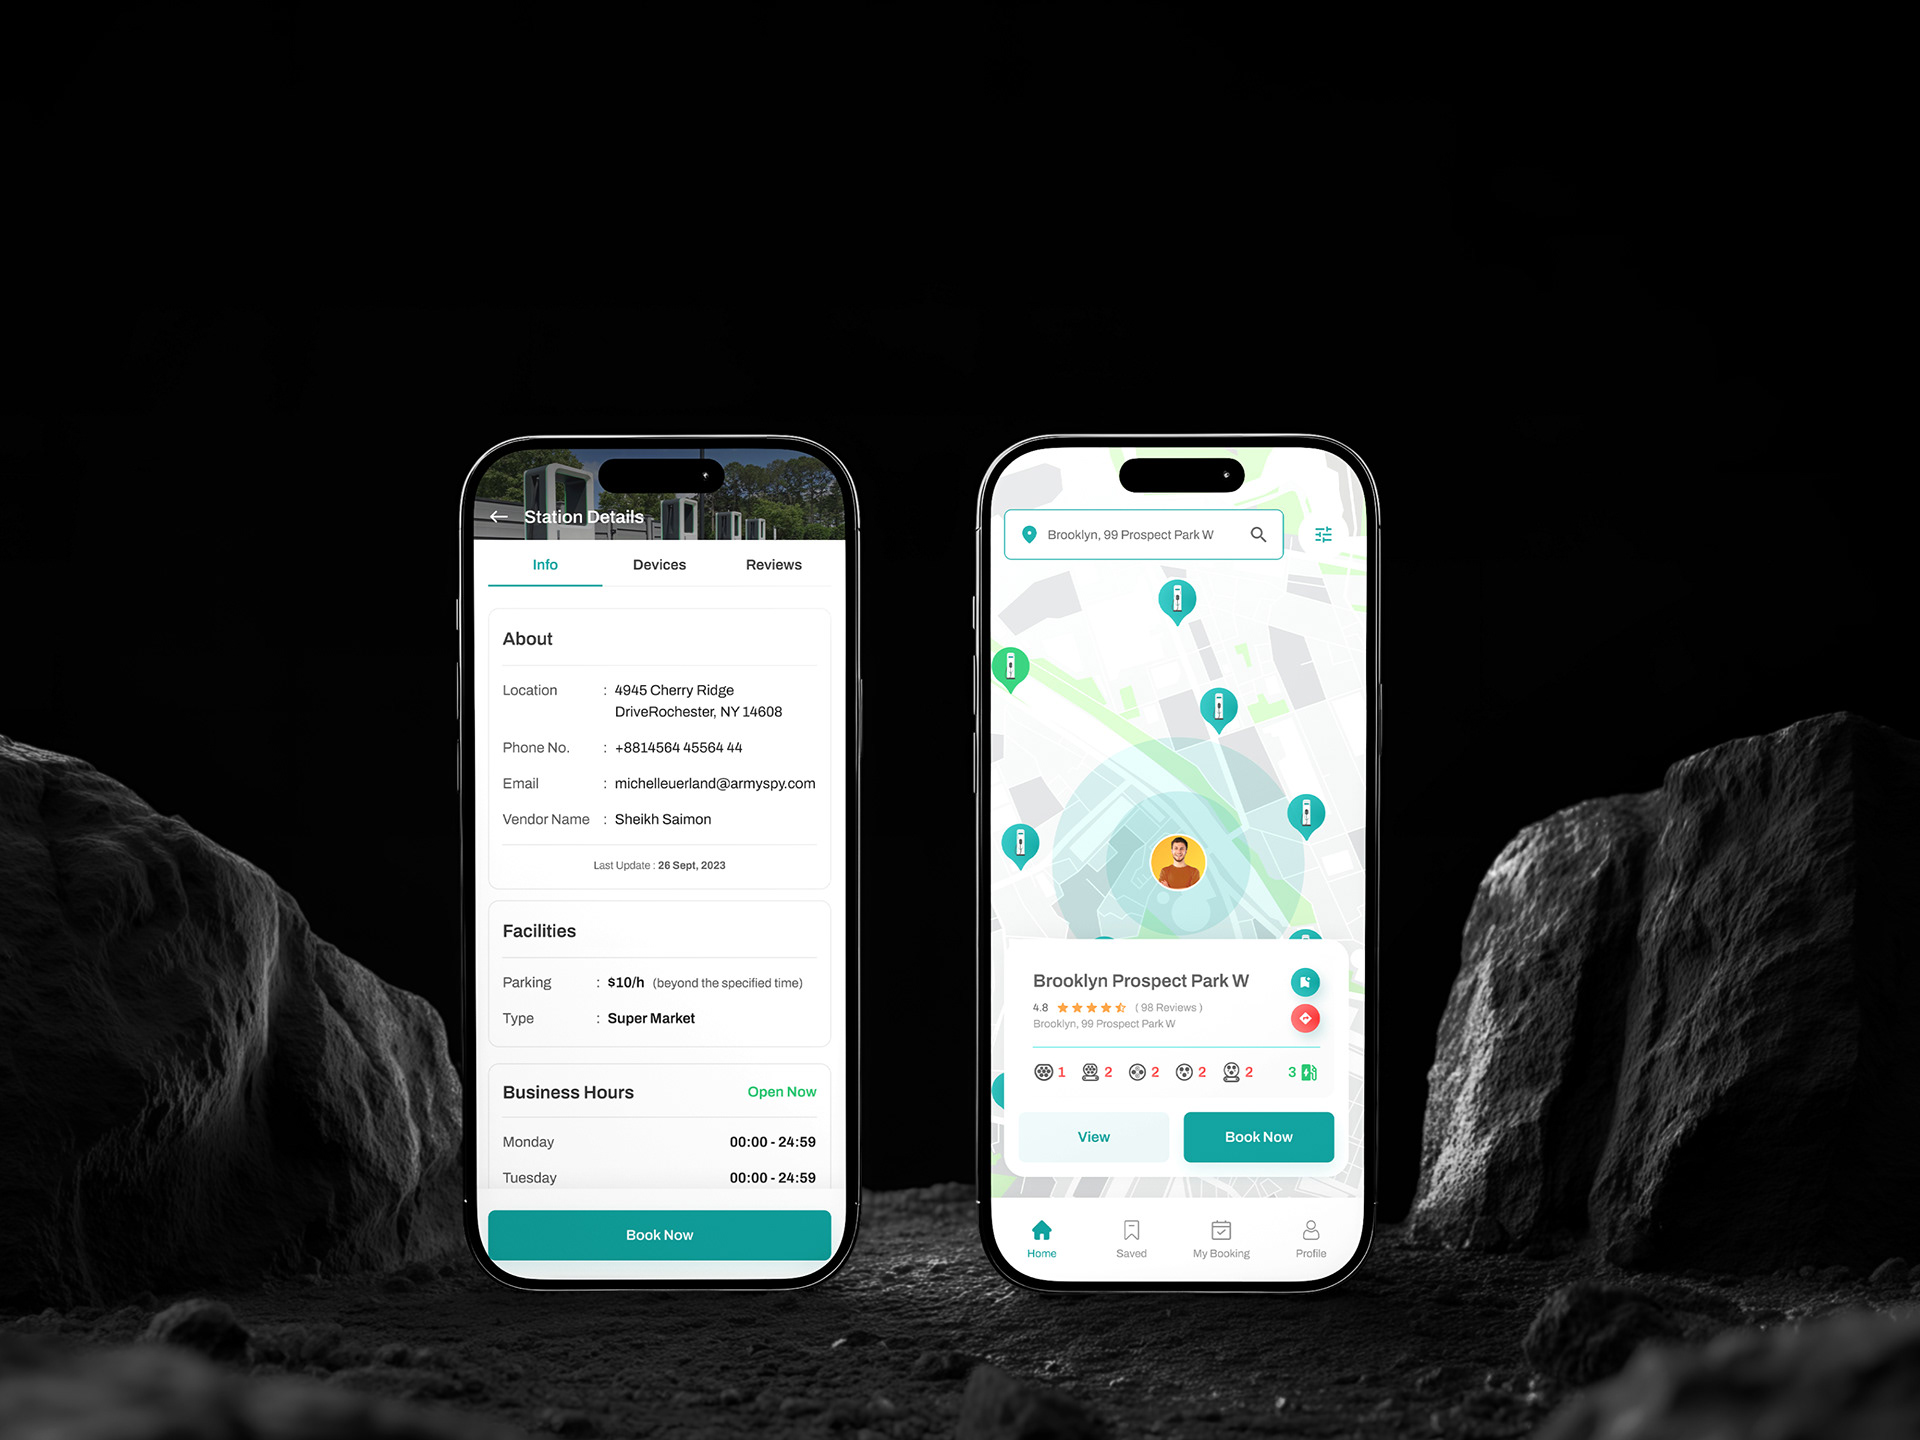 Station Details
Info Devices Reviews
About
Location : 4945 Cherry Ridge
DriveRochester, NY 14608
Phone No. : +8814564 45564 44
Email : michelleuerland@armyspy.com
Vendor Name : Sheikh Saimon
Last Update : 26 Sept, 2023
Facilities
Parking : $10/h (beyond the specified time)
Type : Super Market
Business Hours Open Now
Monday 00:00 - 24:59
Tuesday 00:00 - 24:59
Book Now
Brooklyn, 99 Prospect Park W
Brooklyn Prospect Park W
4.8 ( 98 Reviews )
Brooklyn, 99 Prospect Park W
1 2 2 2 2 3
View Book Now
Home Saved My Booking Profile